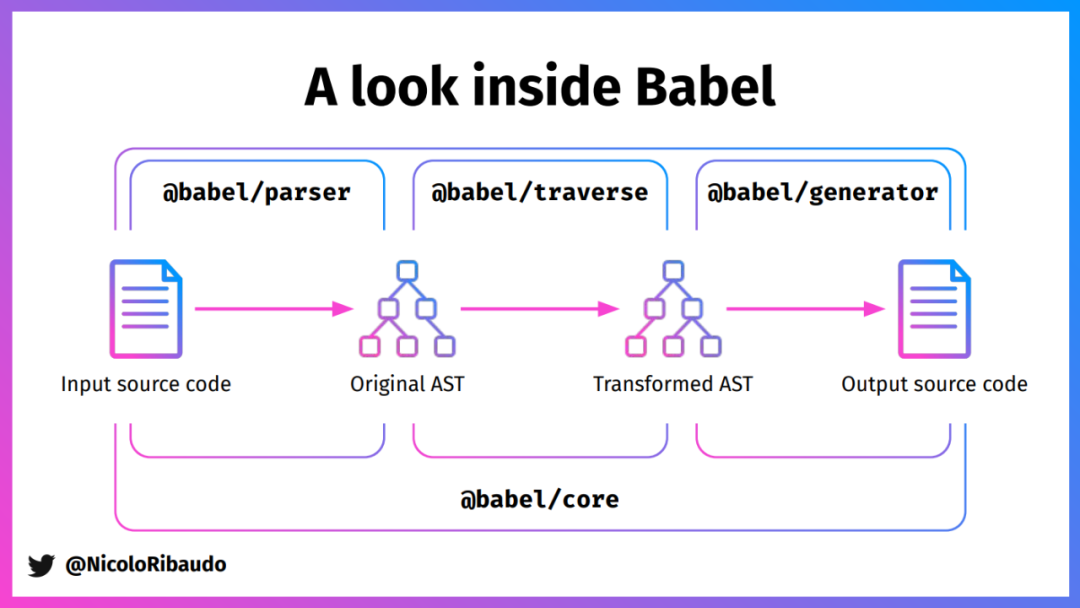 A look inside Babel
@babel/parser
@babel/traverse
@babel/generator
Input source code
Original AST
Transformed AST
Output source code
@babel/core
@NicoloRibaudo